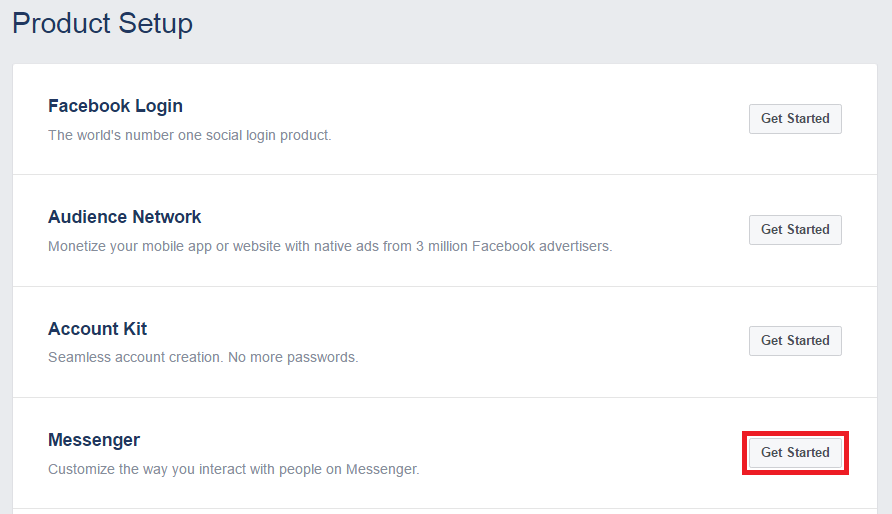 Product Setup
Facebook Login
The world's number one social login product.
Get Started
Audience Network
Monetize your mobile app or website with native ads from 3 million Facebook advertisers.
Get Started
Account Kit
Seamless account creation. No more passwords.
Get Started
Messenger
Customize the way you interact with people on Messenger.
Get Started